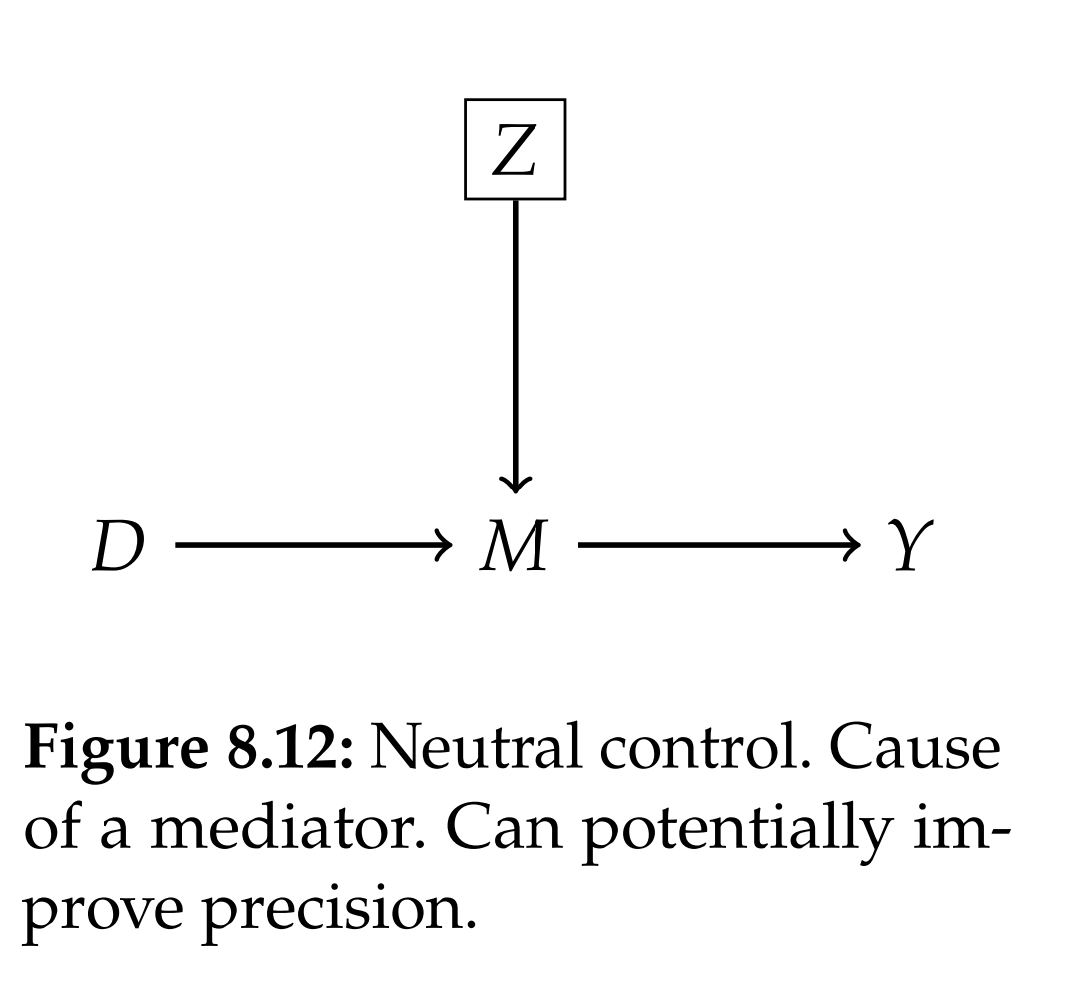 Z
D M Y
Figure 8.12: Neutral control. Cause
of a mediator. Can potentially im-
prove precision.